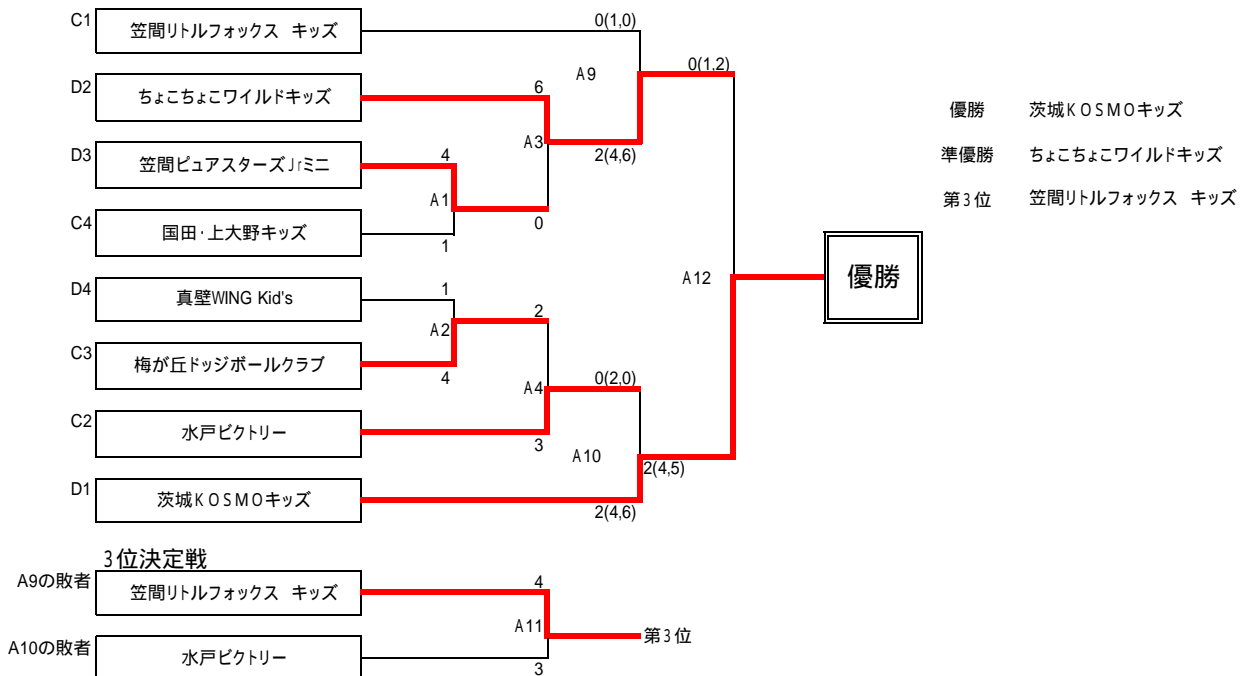 C1
笠間リトルフォックス　キッズ
0(1,0)
A9
0(1,2)
D2
ちょこちょこワイルドキッズ
6
A3
2(4,6)
D3
笠間ピュアスターズJrミニ
4
A1
0
C4
国田・上大野キッズ
1
D4
真壁WING Kid's
1
A2
2
C3
梅が丘ドッジボールクラブ
4
A4
0(2,0)
C2
水戸ビクトリー
3
A10
2(4,5)
D1
茨城KOSMOキッズ
2(4,6)
A12
優勝
優勝　茨城KOSMOキッズ
準優勝　ちょこちょこワイルドキッズ
第3位　笠間リトルフォックス　キッズ
3位決定戦
A9の敗者
笠間リトルフォックス　キッズ
4
A11
第3位
A10の敗者
水戸ビクトリー
3